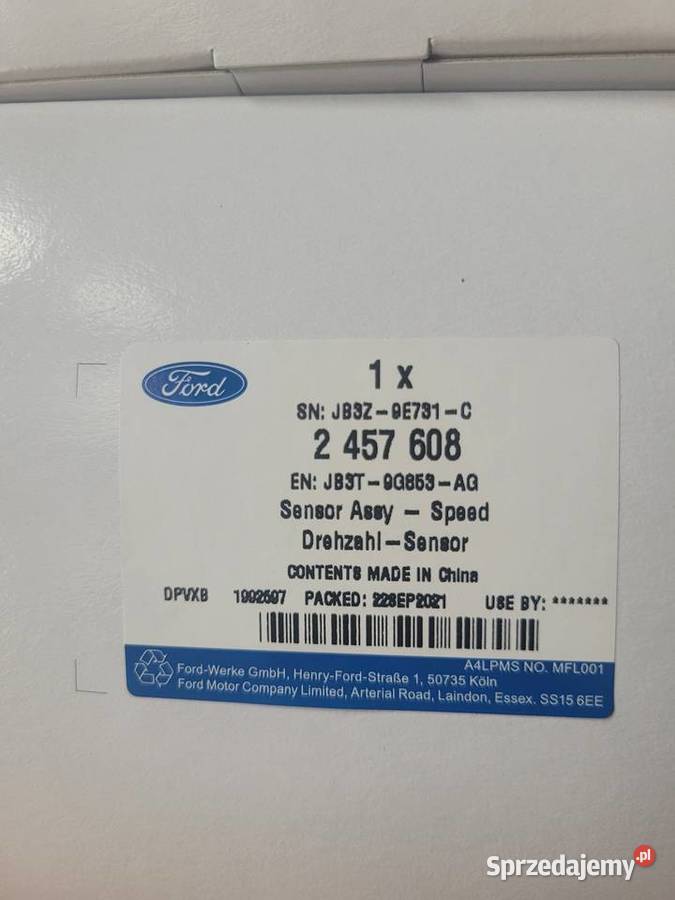 Ford
1 x
SN: JB3Z-9E731-C
2 457 608
EN: JB3T-9G853-AG
Sensor Assy - Speed
Drehzahl-Sensor
CONTENTS MADE IN China
DPVXB 1992597 PACKED: 22SEP2021 USE BY: *******
A4LPMS NO. MFL001
Ford-Werke GmbH, Henry-Ford-Straße 1, 50735 Köln
Ford Motor Company Limited, Arterial Road, Laindon, Essex. SS15 6EE
Sprzedajemy.pl